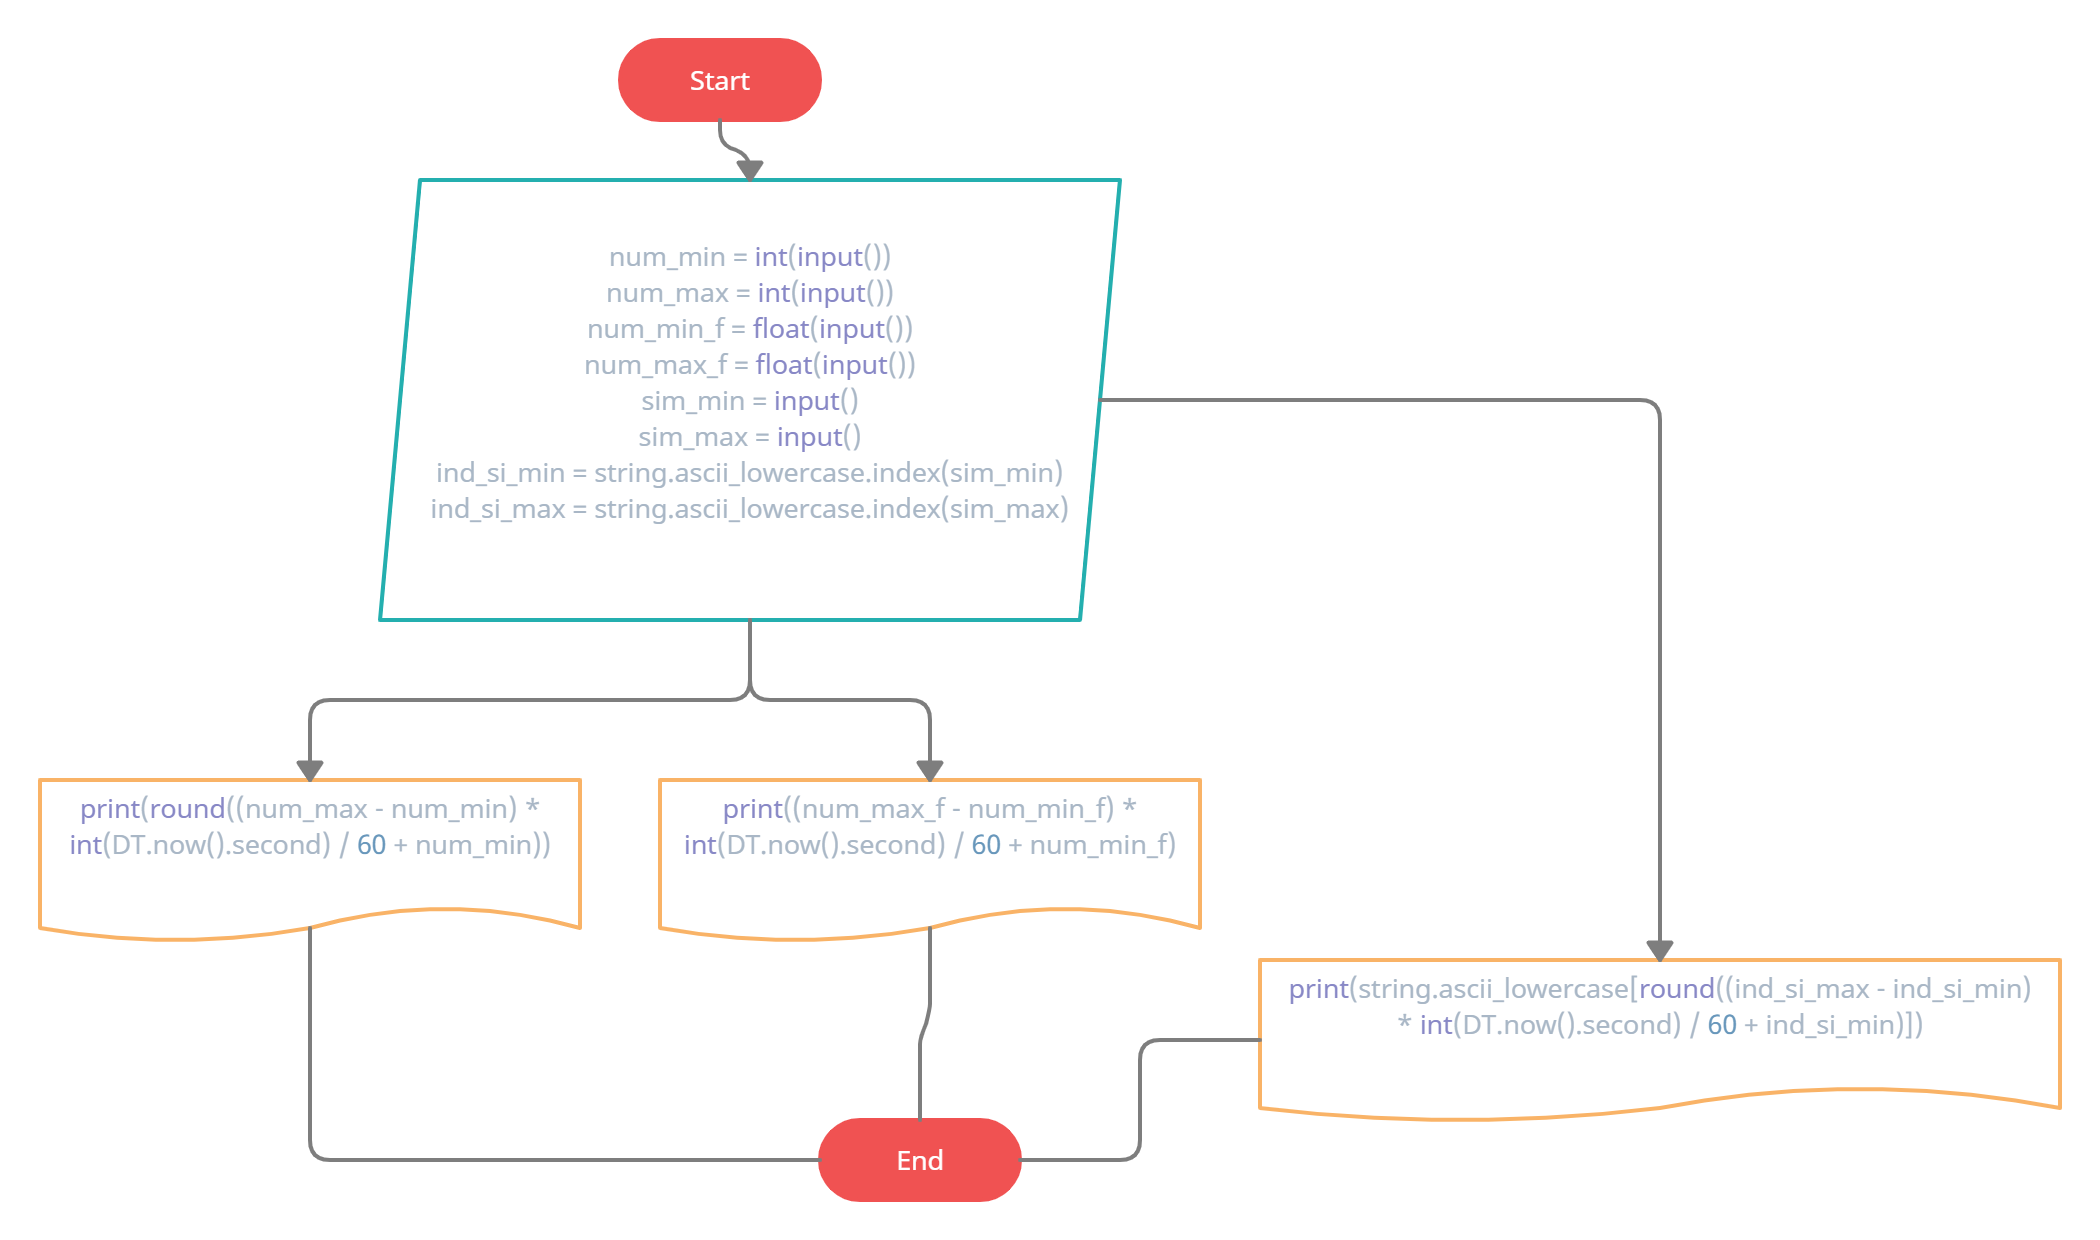 Start
num_min = int(input())
num_max = int(input())
num_min_f = float(input())
num_max_f = float(input())
sim_min = input()
sim_max = input()
ind_si_min = string.ascii_lowercase.index(sim_min)
ind_si_max = string.ascii_lowercase.index(sim_max)
print(round((num_max - num_min) *
int(DT.now().second) / 60 + num_min))
print((num_max_f - num_min_f) *
int(DT.now().second) / 60 + num_min_f)
print(string.ascii_lowercase[round((ind_si_max - ind_si_min)
* int(DT.now().second) / 60 + ind_si_min)])
End